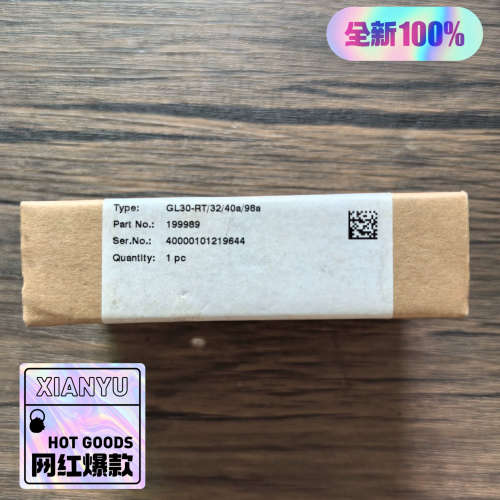 全新100%
Type: GL30-RT/32/40a/98a
Part No.: 199989
Ser.No.: 40000101219644
Quantity: 1 pc
XIANYU
HOT GOODS
网红爆款